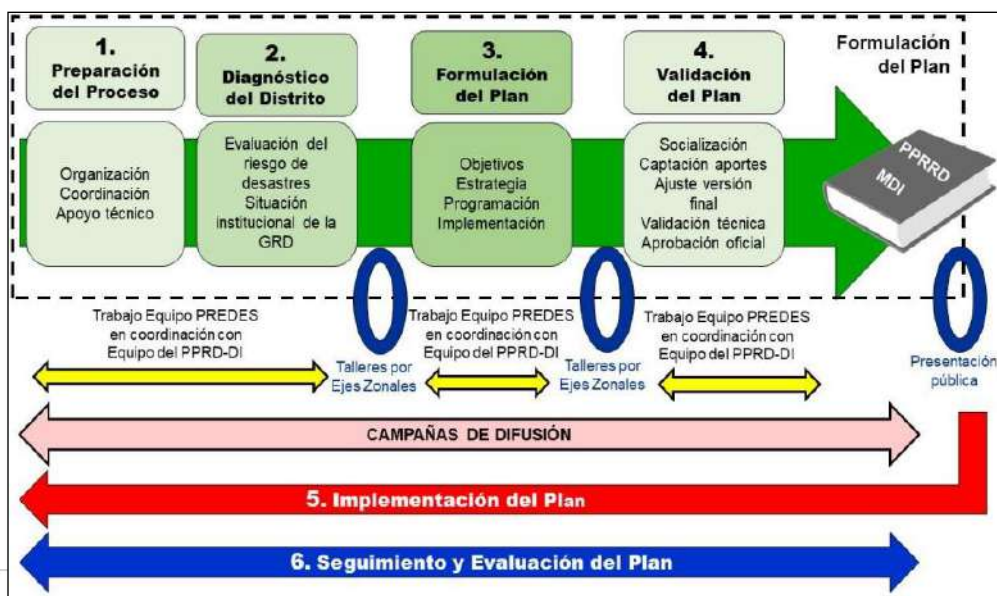 1.
Preparación
del Proceso
2.
Diagnóstico
del Distrito
3.
Formulación
del Plan
4.
Validación
del Plan
Formulación
del Plan
Organización
Coordinación
Apoyo técnico
Evaluación del
riesgo de
desastres
Situación
institucional de la
GRD
Objetivos
Estrategia
Programación
Implementación
Socialización
Captación aportes
Ajuste versión
final
Validación técnica
Aprobación oficial
PPRRD
MDI
Trabajo Equipo PREDES
en coordinación con
Equipo del PPRD-DI
Talleres por
Ejes Zonales
Trabajo Equipo PREDES
en coordinación con
Equipo del PPRD-DI
Talleres por
Ejes Zonales
Trabajo Equipo PREDES
en coordinación con
Equipo del PPRD-DI
Presentación
pública
CAMPAÑAS DE DIFUSIÓN
5. Implementación del Plan
6. Seguimiento y Evaluación del Plan